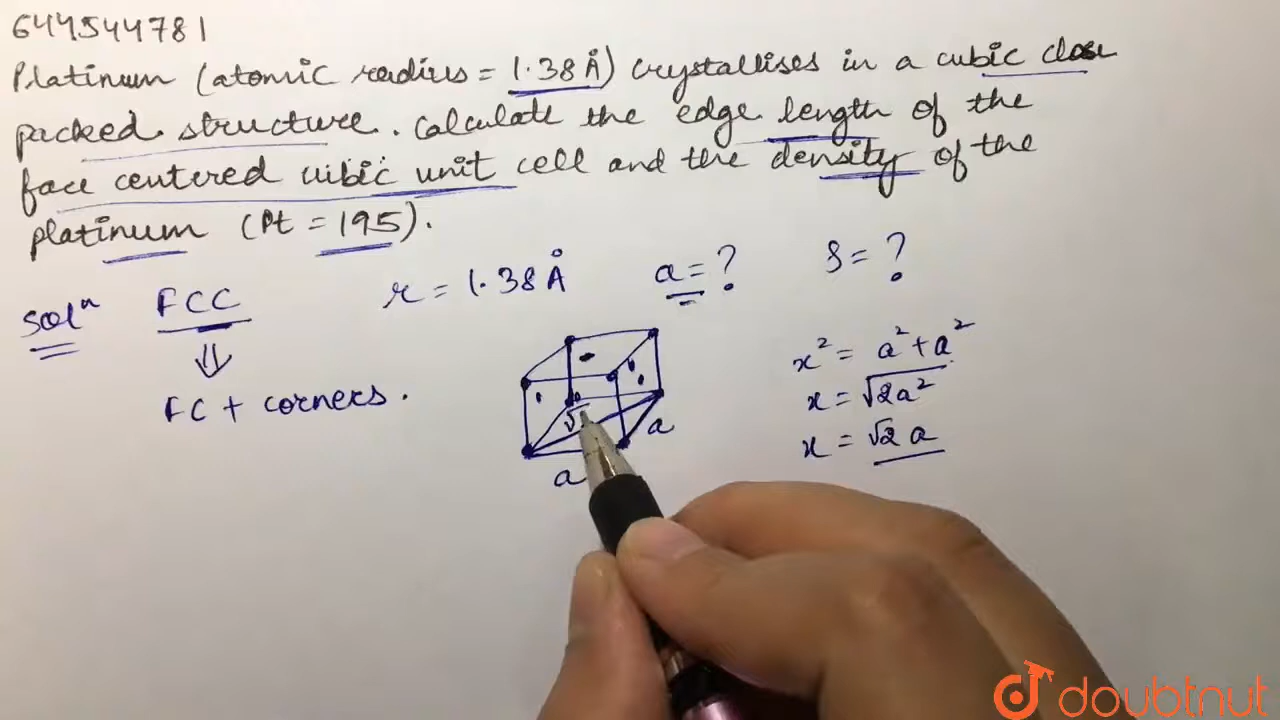 644544781
Platinum (atomic radius = 1.38 Å) crystallises in a cubic close
packed structure. Calculate the edge length of the
face centered cubic unit cell and the density of the
platinum (Pt = 195).
Solⁿ FCC r = 1.38 Å a = ? δ = ?
⇓
FC + corners.
x² = a² + a²
x = √2a²
x = √2 a
√
a
a
doubtnut